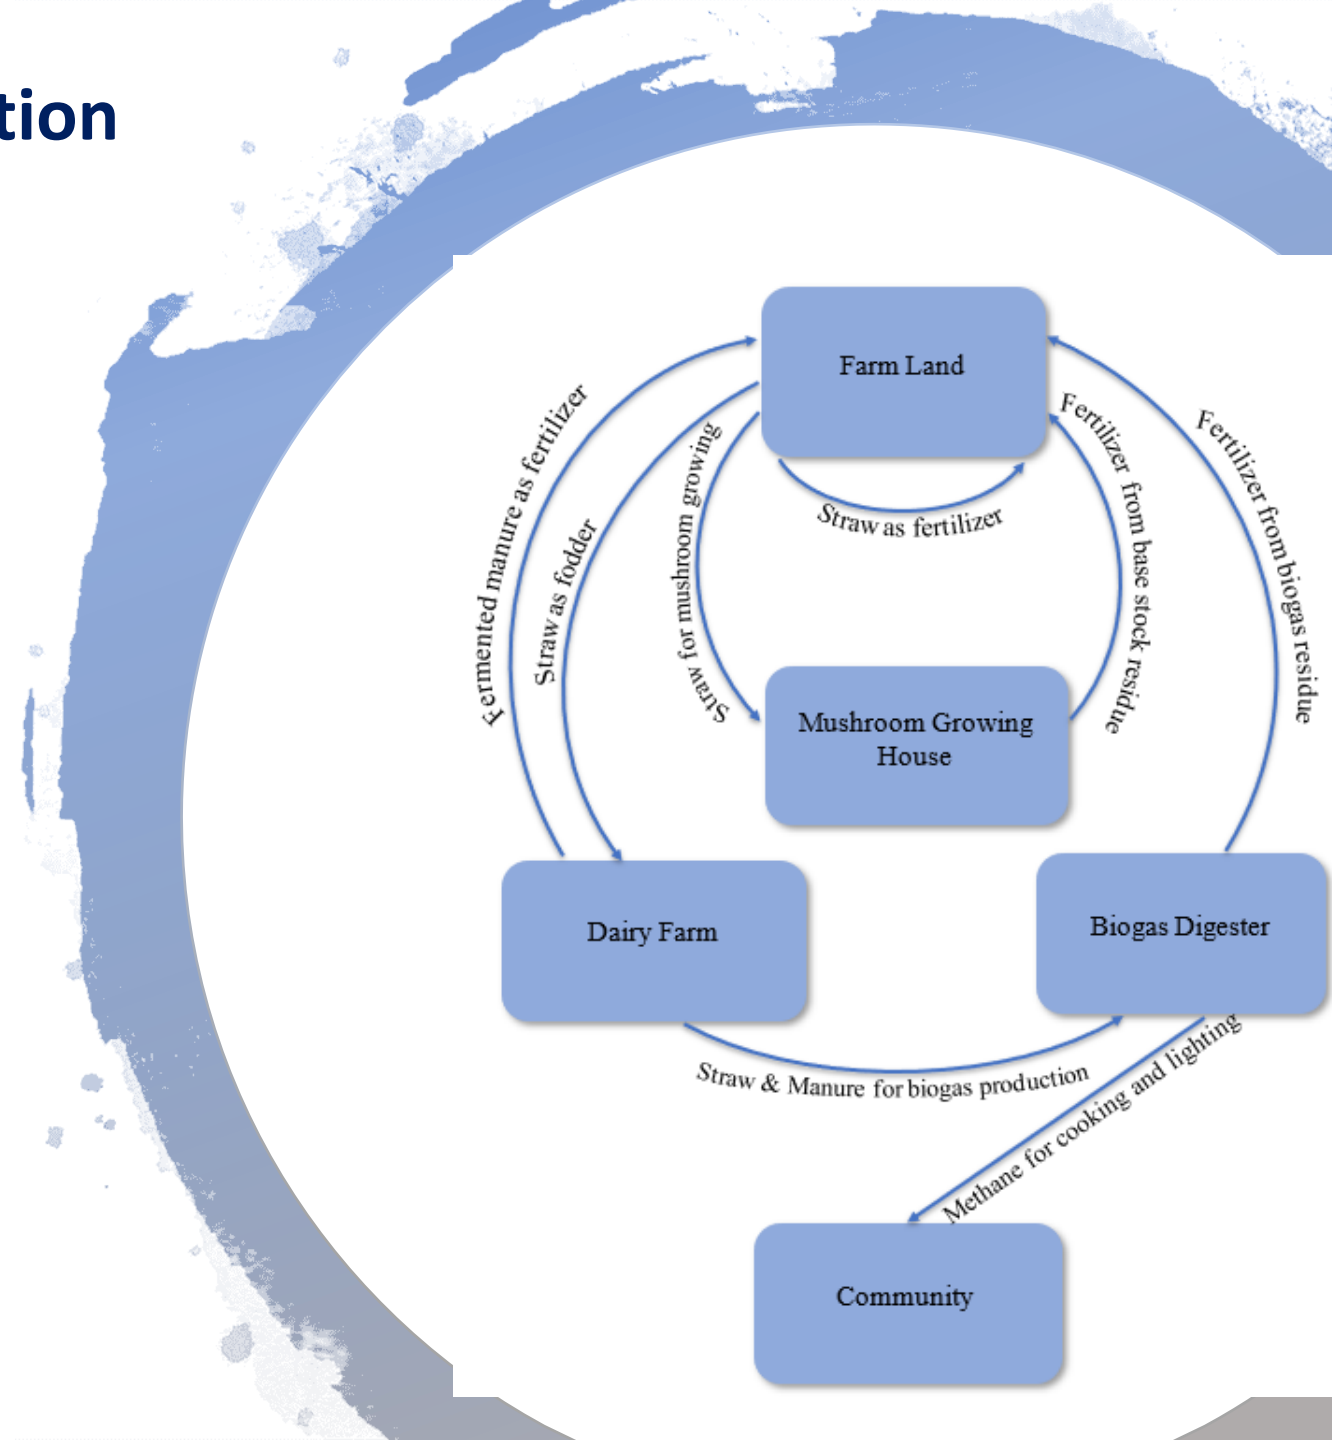 tion
Farm Land
Fermented manure as fertilizer
Straw as fodder
Straw for mushroom growing
Straw as fertilizer
Fertilizer from base stock residue
Fertilizer from biogas residue
Mushroom Growing
House
Dairy Farm
Biogas Digester
Straw & Manure for biogas production
Methane for cooking and lighting
Community